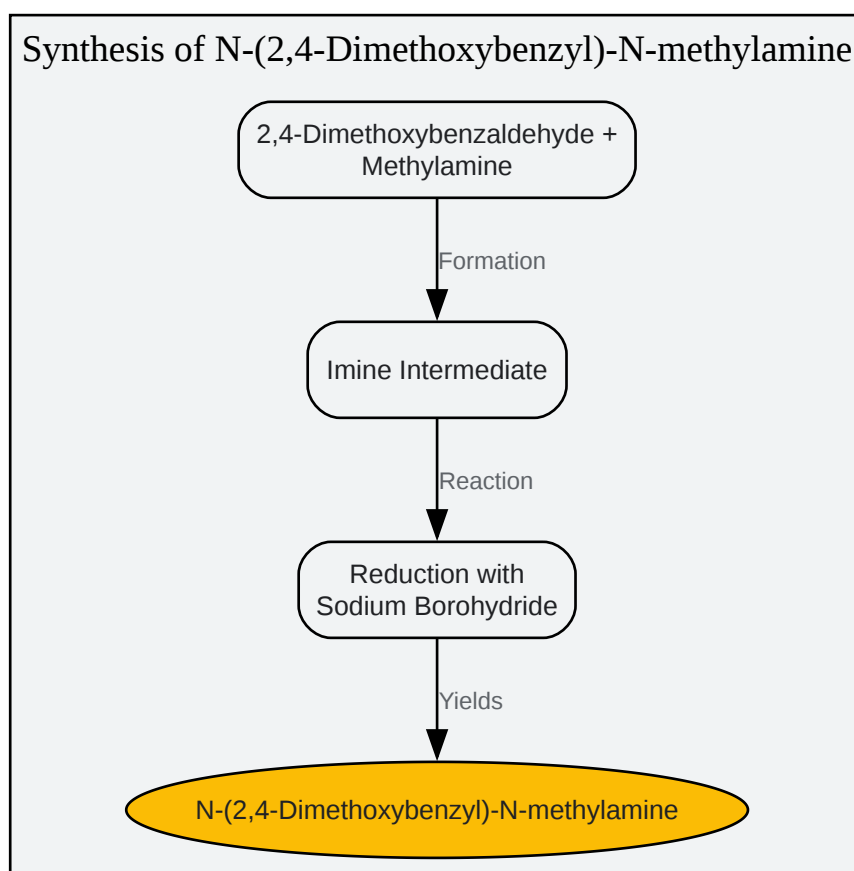 Synthesis of N-(2,4-Dimethoxybenzyl)-N-methylamine
2,4-Dimethoxybenzaldehyde +
Methylamine
Formation
Imine Intermediate
Reaction
Reduction with
Sodium Borohydride
Yields
N-(2,4-Dimethoxybenzyl)-N-methylamine